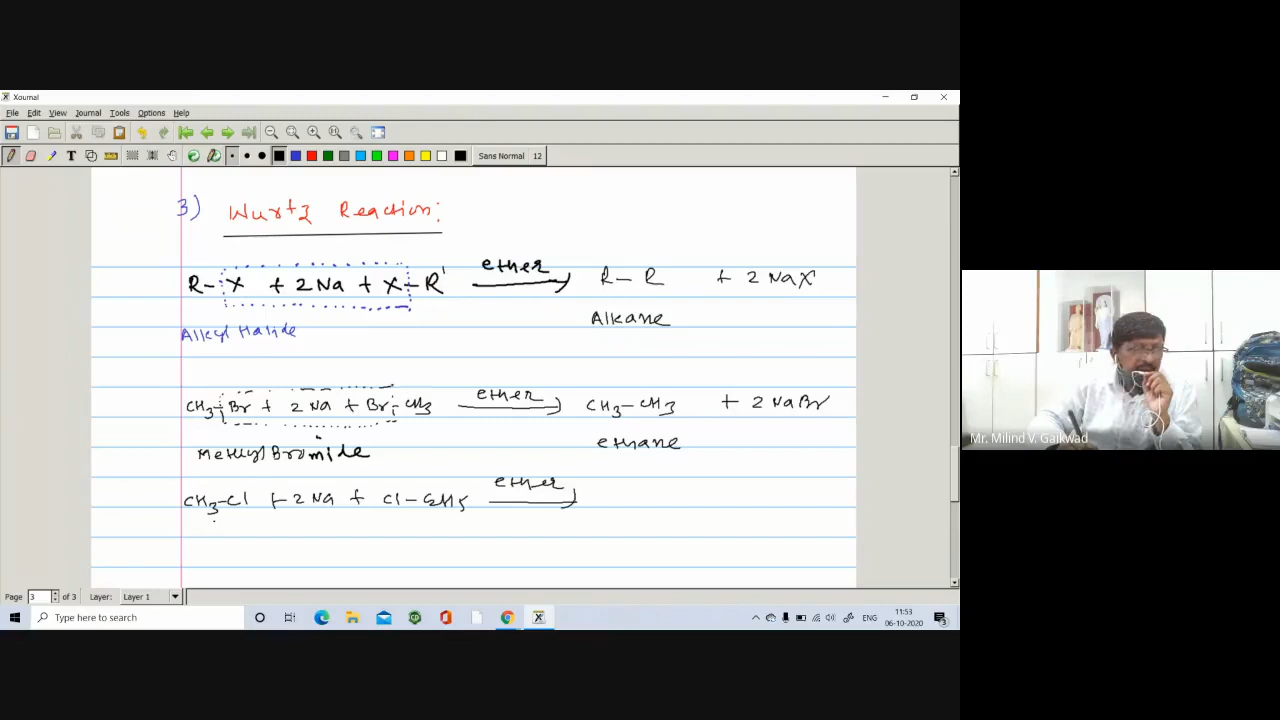 Xournal
File Edit View Journal Tools Options Help
Sans Normal 12
3) Wurtz Reaction:
R-X + 2Na + X-R' ether R-R + 2NaX
Alkyl Halide Alkane
CH3-Br + 2Na + Br-CH3 ether CH3-CH3 + 2NaBr
Methyl Bromide ethane
CH3-Cl + 2Na + Cl-C2H5 ether
Mr. Milind V. Gaikwad
Page 3 of 3 Layer: Layer 1
Type here to search
ENG
11:53
06-10-2020
3